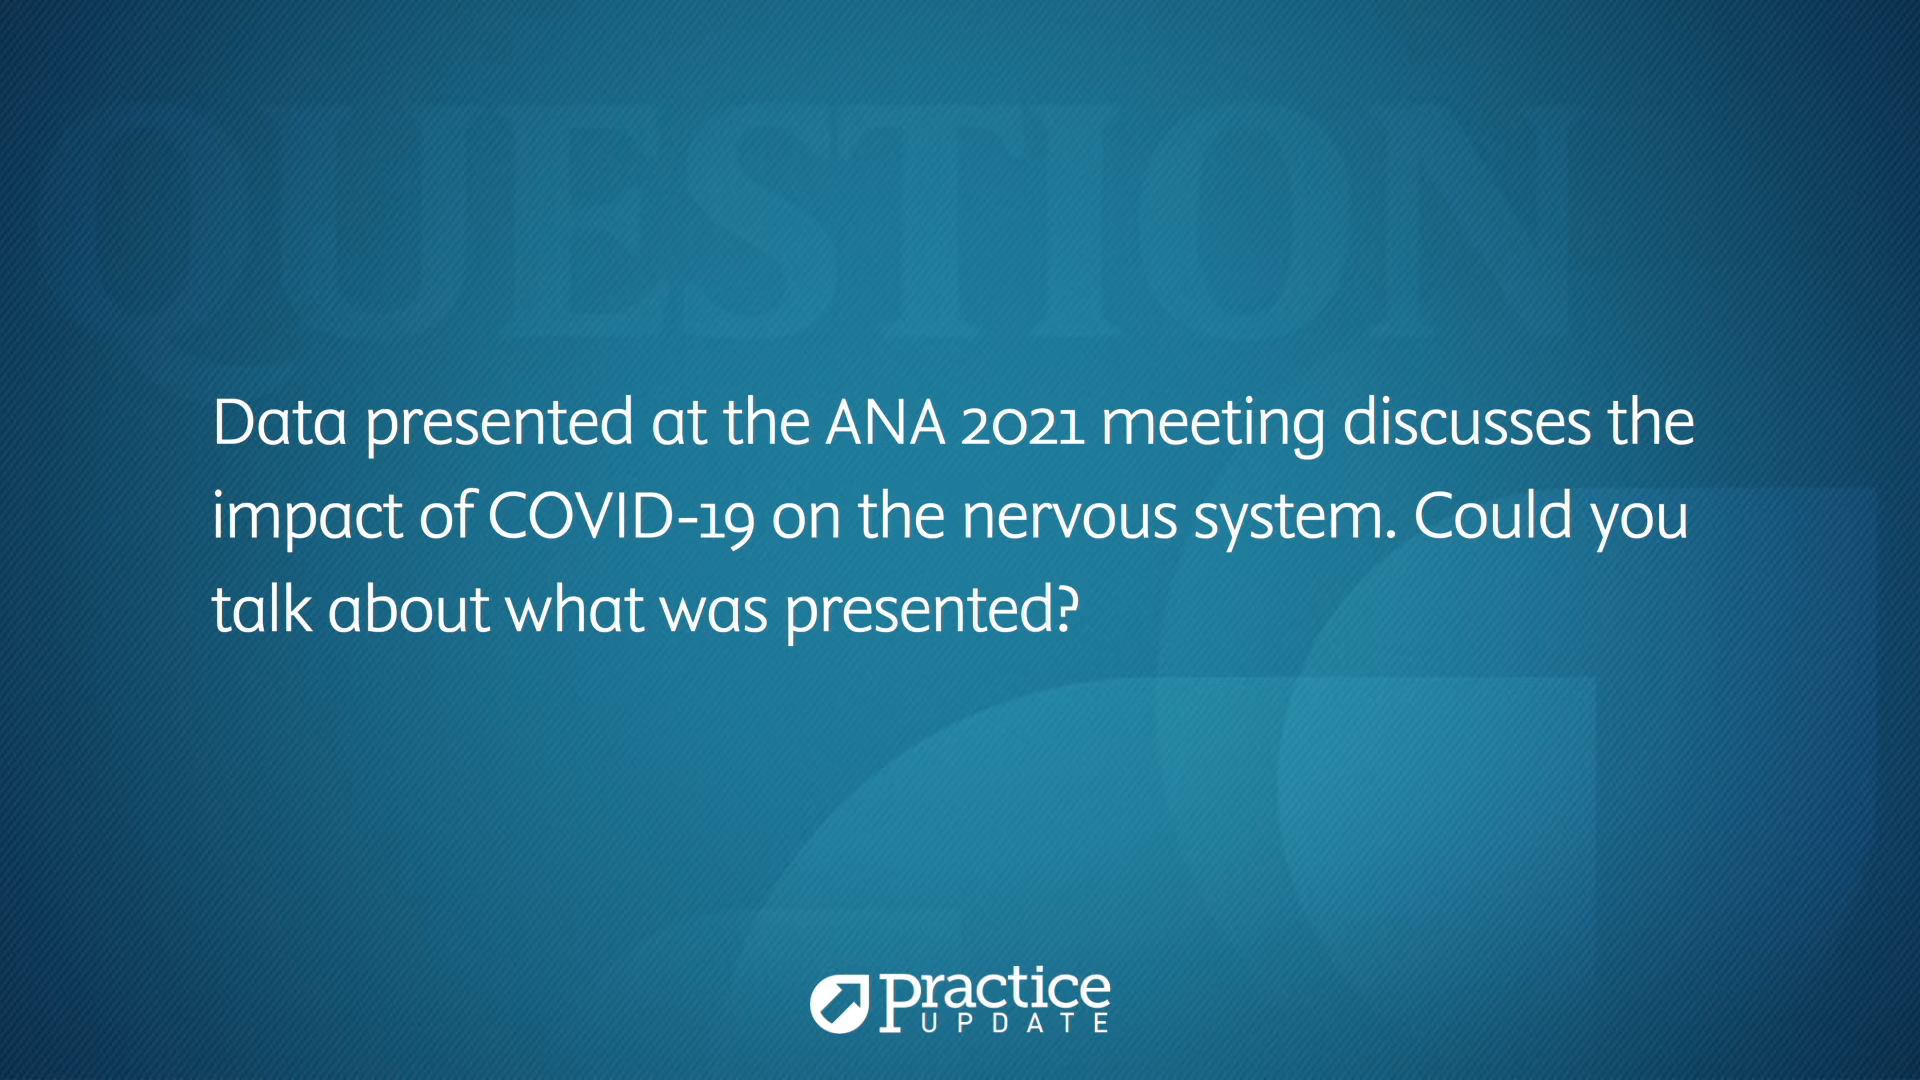 QUESTION
Data presented at the ANA 2021 meeting discusses the
impact of COVID-19 on the nervous system. Could you
talk about what was presented?
Practice
UPDATE